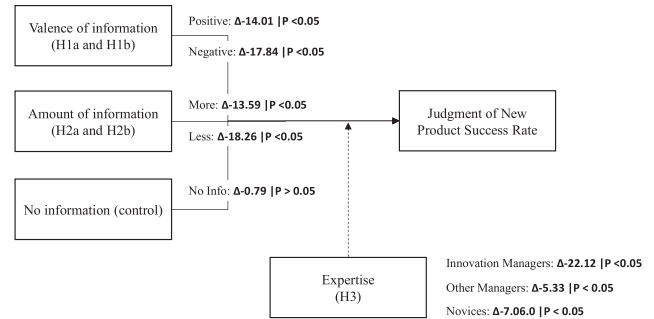 Valence of information
(H1a and H1b)
Positive: Δ-14.01 |P <0.05
Negative: Δ-17.84 |P <0.05
Amount of information
(H2a and H2b)
More: Δ-13.59 |P <0.05
Less: Δ-18.26 |P <0.05
Judgment of New
Product Success Rate
No information (control)
No Info: Δ-0.79 |P > 0.05
Expertise
(H3)
Innovation Managers: Δ-22.12 |P <0.05
Other Managers: Δ-5.33 |P < 0.05
Novices: Δ-7.06.0 |P < 0.05